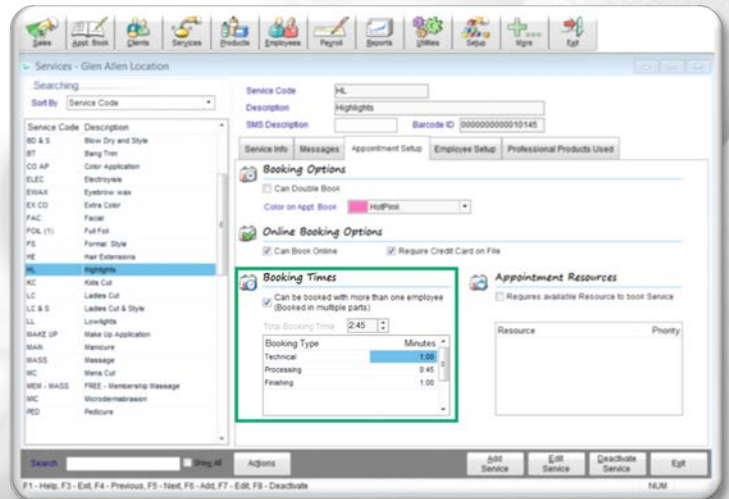 Sales Appt. Book Clients Services Products Employees Payroll Reports Utilities Setup More Exit
Services - Glen Allen Location
Searching
Sort By Service Code
Service Code Description
BD & S Blow Dry and Style
BT Bang Trim
CO AP Color Application
ELEC Electroylsis
EWAX Eyebrow wax
EX CO Extra Color
FAC Facial
FOIL (1) Full Foil
FS Formal Style
HE Hair Extensions
HL Highlights
KC Kids Cut
LC Ladies Cut
LC & S Ladies Cut & Style
LL Lowlights
MAKE UP Make Up Application
MAN Manicure
MASS Massage
MC Mens Cut
MEM - MASS FREE - Membership Massage
MIC Microdermabrasion
PED Pedicure
Search Show All
Service Code HL
Description Highlights
SMS Description Barcode ID 0000000000010145
Service Info Messages Appointment Setup Employee Setup Professional Products Used
Booking Options
Can Double Book
Color on Appt. Book HotPink
Online Booking Options
Can Book Online Require Credit Card on File
Booking Times
Can be booked with more than one employee
(Booked in multiple parts)
Total Booking Time 2:45
Booking Type Minutes
Technical 1:00
Processing 0:45
Finishing 1:00
Appointment Resources
Requires available Resource to book Service
Resource Priority
Actions Add Service Edit Service Deactivate Service Exit
F1 - Help, F3 - Exit, F4 - Previous, F5 - Next, F6 - Add, F7 - Edit, F8 - Deactivate NUM